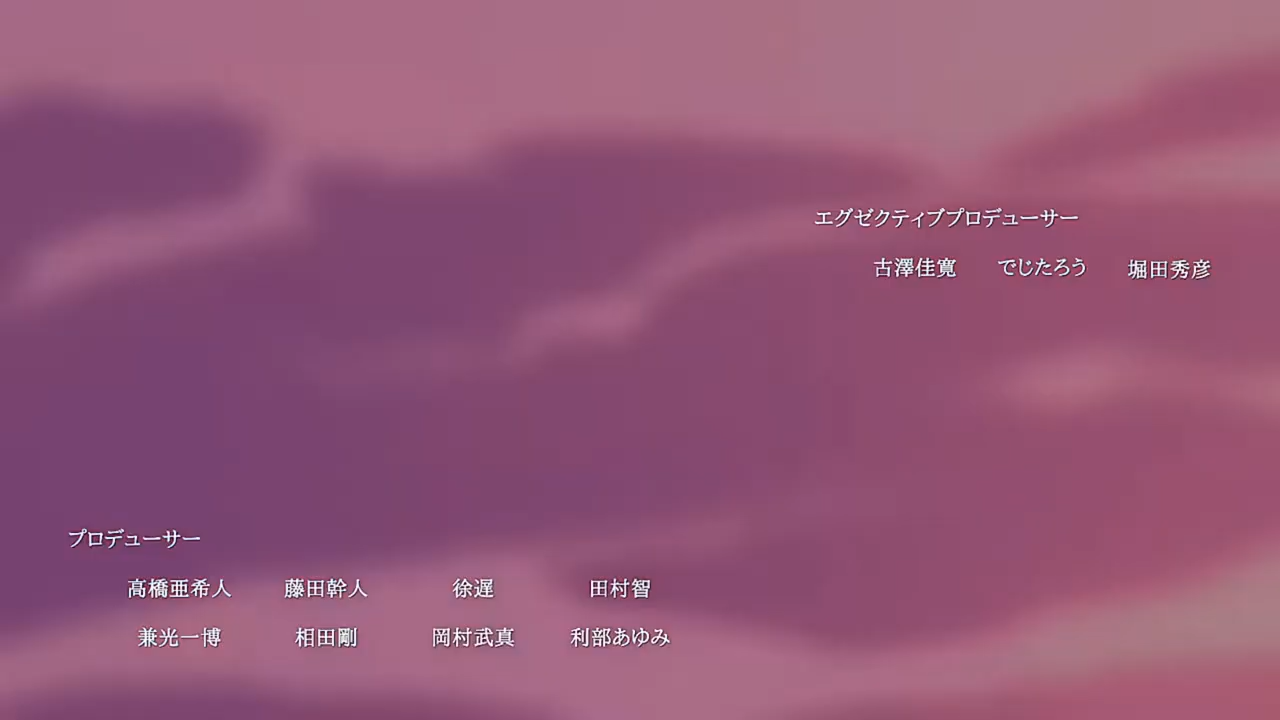 エグゼクティブプロデューサー
古澤佳寛 でじたろう 堀田秀彦
プロデューサー
高橋亜希人 藤田幹人 徐遅 田村智
兼光一博 相田剛 岡村武真 利部あゆみ